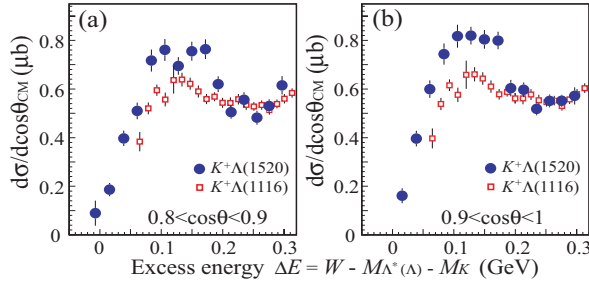 (a)
(b)
dσ/dcosθCM (μb)
0.8
0.6
0.4
0.2
0
K⁺Λ(1520)
K⁺Λ(1116)
0.8<cosθ<0.9
0 0.1 0.2 0.3
dσ/dcosθCM (μb)
0.8
0.6
0.4
0.2
0
K⁺Λ(1520)
K⁺Λ(1116)
0.9<cosθ<1
0 0.1 0.2 0.3
Excess energy ΔE = W - MΛ*(Λ) - MK (GeV)